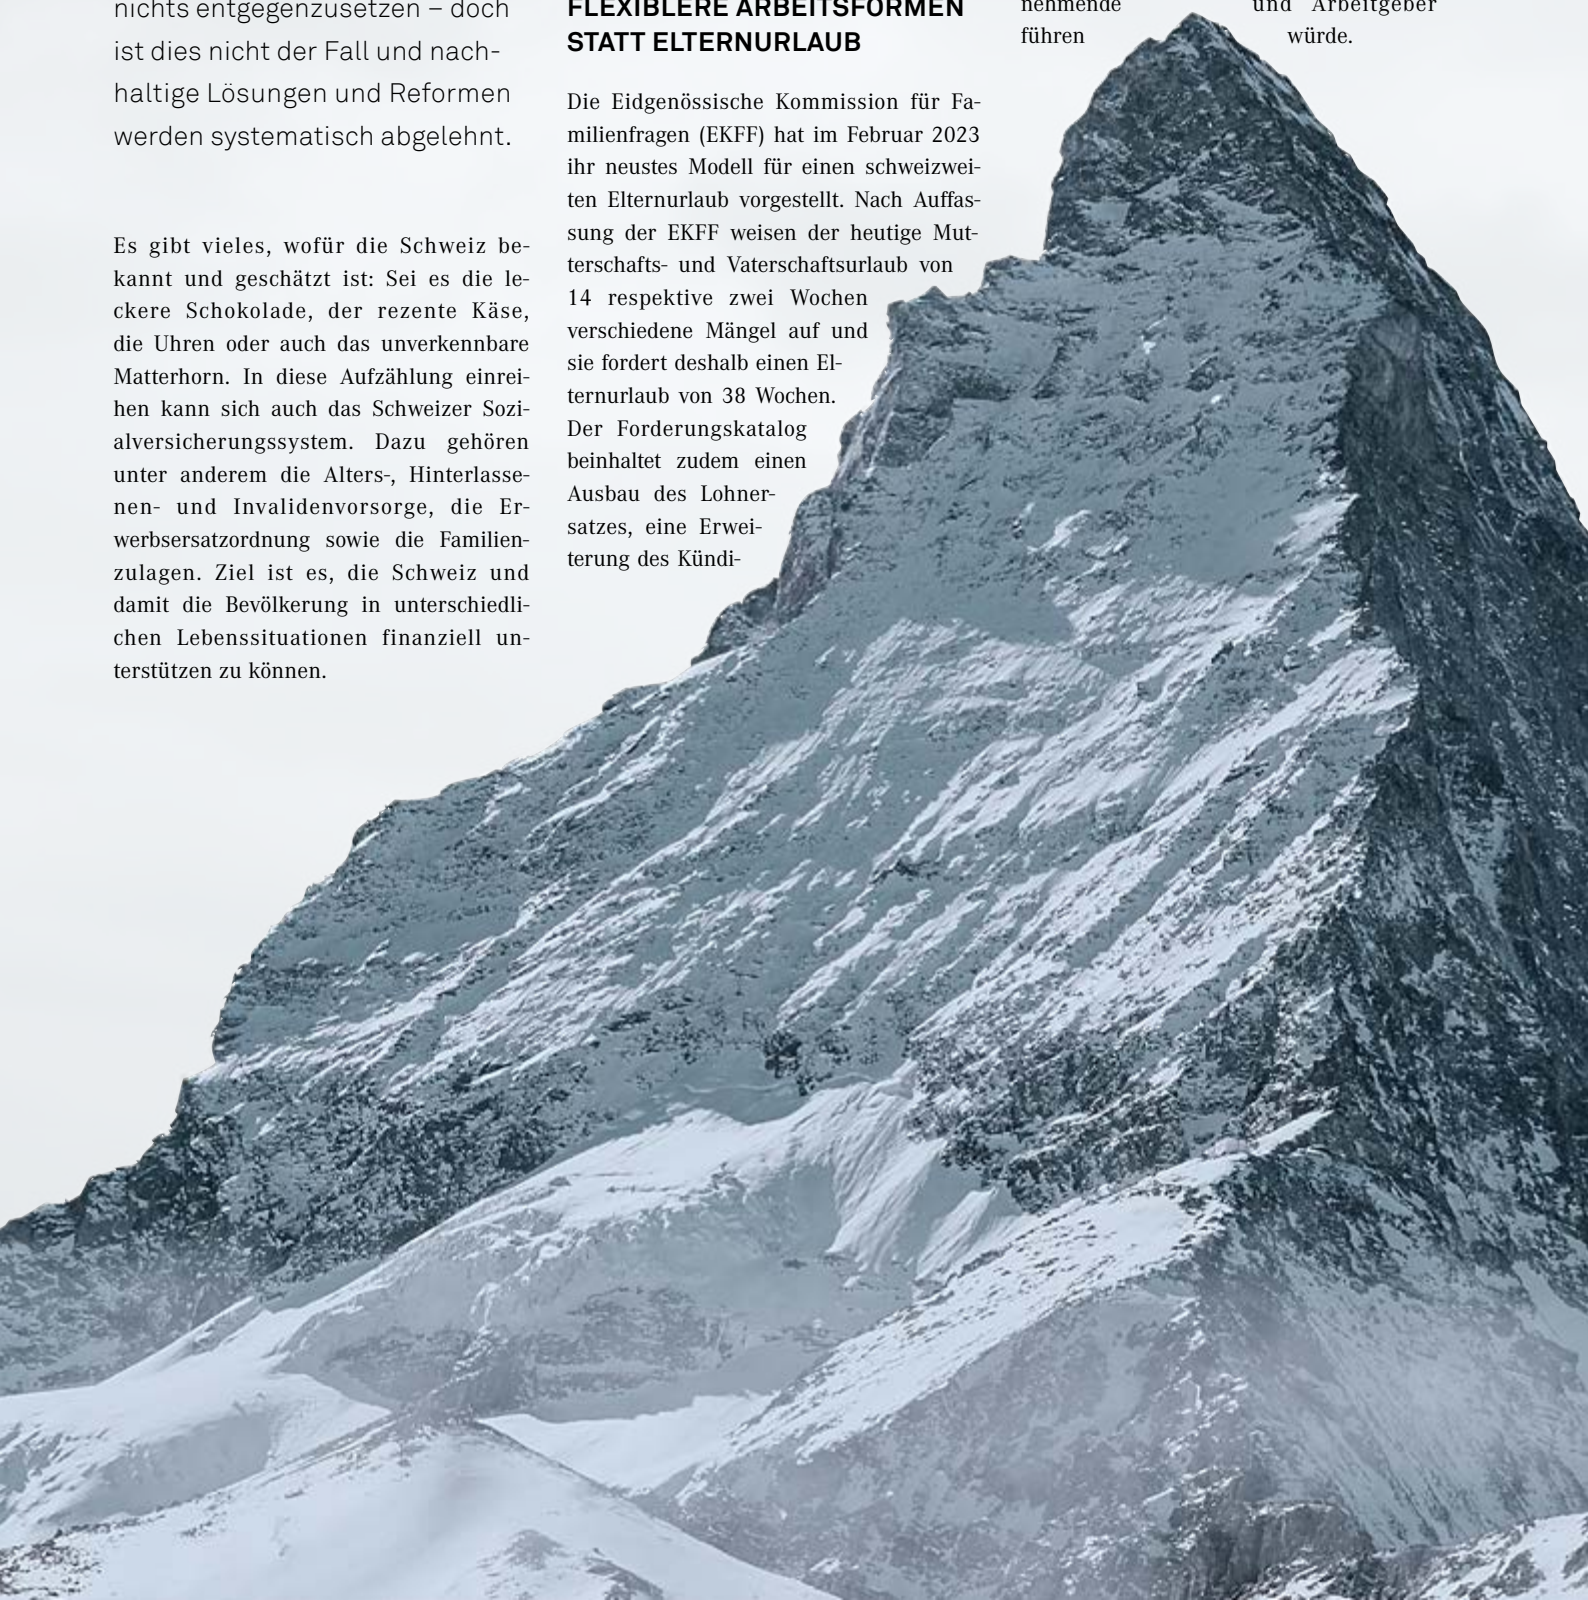 nichts entgegenzusetzen – doch
ist dies nicht der Fall und nach-
haltige Lösungen und Reformen
werden systematisch abgelehnt.
Es gibt vieles, wofür die Schweiz be-
kannt und geschätzt ist: Sei es die le-
ckere Schokolade, der rezente Käse,
die Uhren oder auch das unverkennbare
Matterhorn. In diese Aufzählung einrei-
hen kann sich auch das Schweizer Sozi-
alversicherungssystem. Dazu gehören
unter anderem die Alters-, Hinterlasse-
nen- und Invalidenvorsorge, die Er-
werbsersatzordnung sowie die Familien-
zulagen. Ziel ist es, die Schweiz und
damit die Bevölkerung in unterschiedli-
chen Lebenssituationen finanziell un-
terstützen zu können.
FLEXIBLERE ARBEITSFORMEN
STATT ELTERNURLAUB
Die Eidgenössische Kommission für Fa-
milienfragen (EKFF) hat im Februar 2023
ihr neustes Modell für einen schweizwei-
ten Elternurlaub vorgestellt. Nach Auffas-
sung der EKFF weisen der heutige Mut-
terschafts- und Vaterschaftsurlaub von
14 respektive zwei Wochen
verschiedene Mängel auf und
sie fordert deshalb einen El-
ternurlaub von 38 Wochen.
Der Forderungskatalog
beinhaltet zudem einen
Ausbau des Lohner-
satzes, eine Erwei-
terung des Kündi-
nehmende und Arbeitgeber
führen würde.